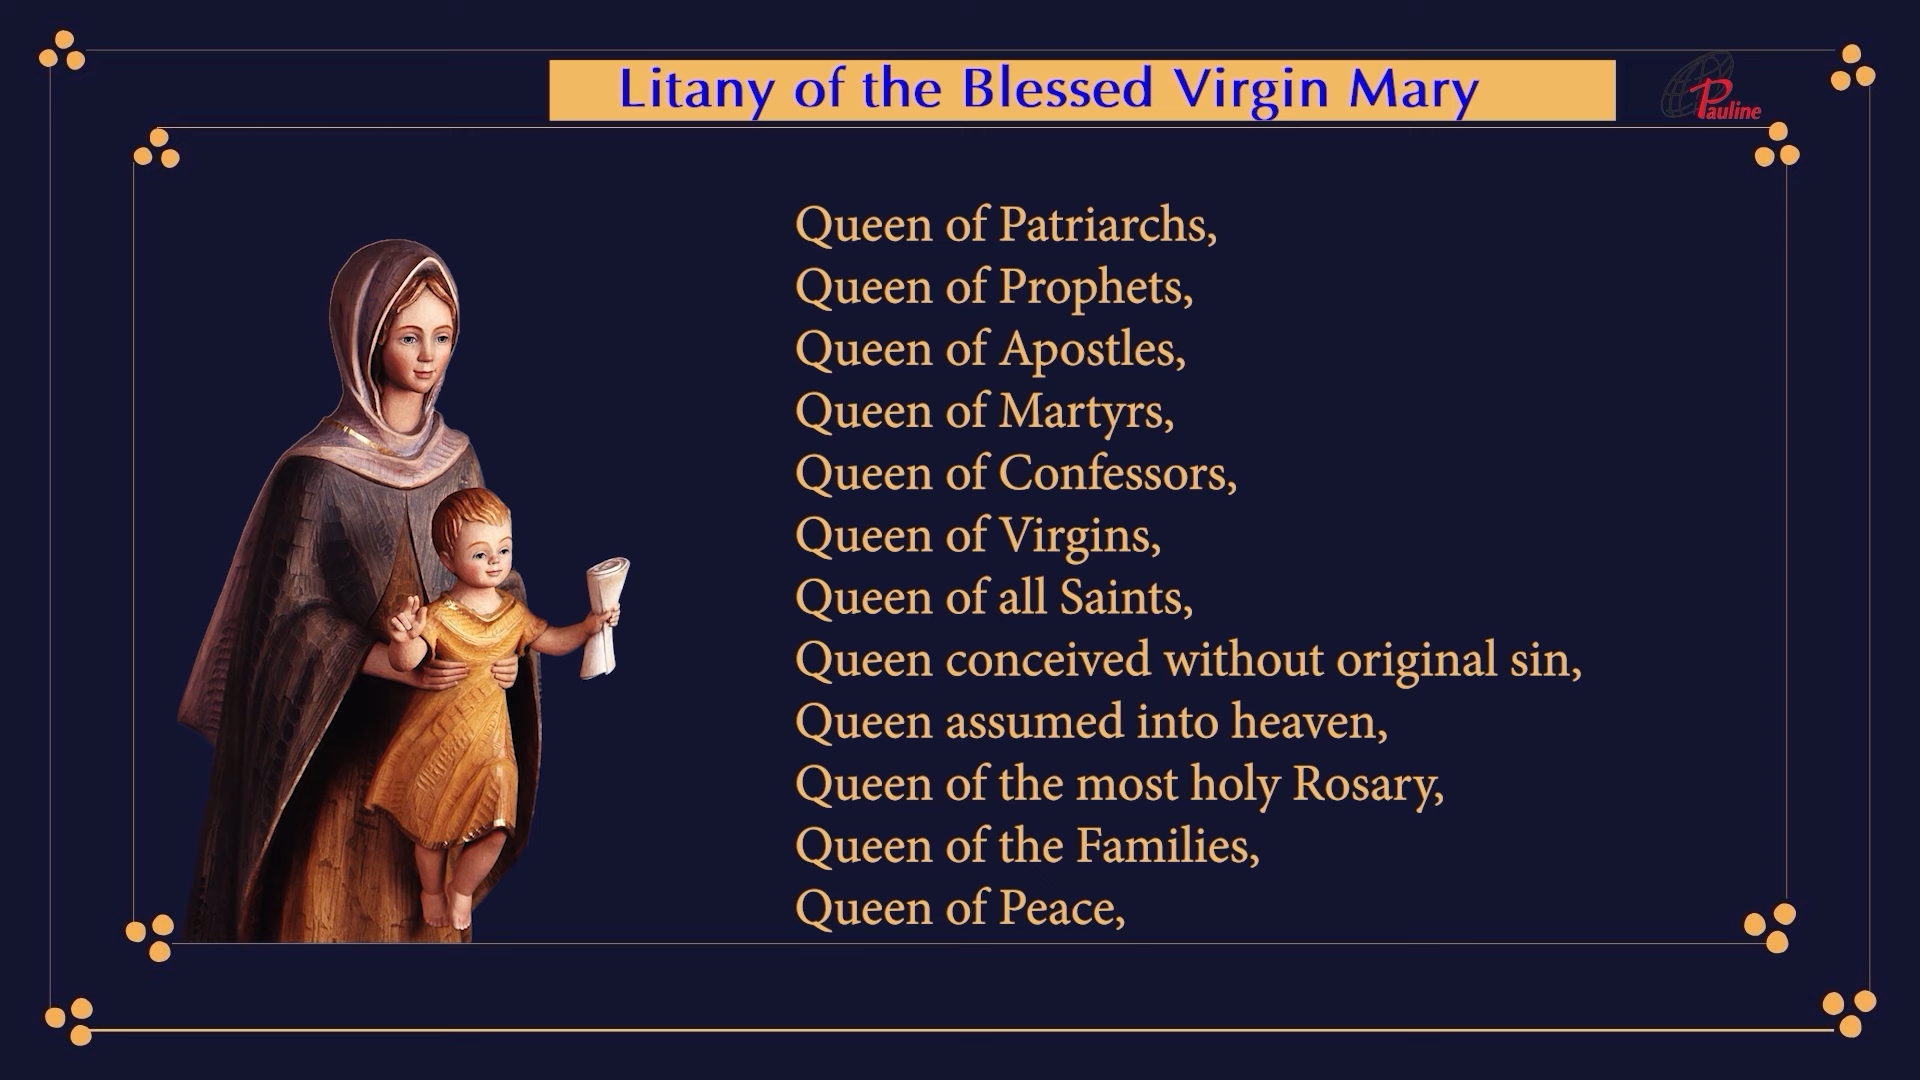 Litany of the Blessed Virgin Mary
Pauline
Queen of Patriarchs,
Queen of Prophets,
Queen of Apostles,
Queen of Martyrs,
Queen of Confessors,
Queen of Virgins,
Queen of all Saints,
Queen conceived without original sin,
Queen assumed into heaven,
Queen of the most holy Rosary,
Queen of the Families,
Queen of Peace,